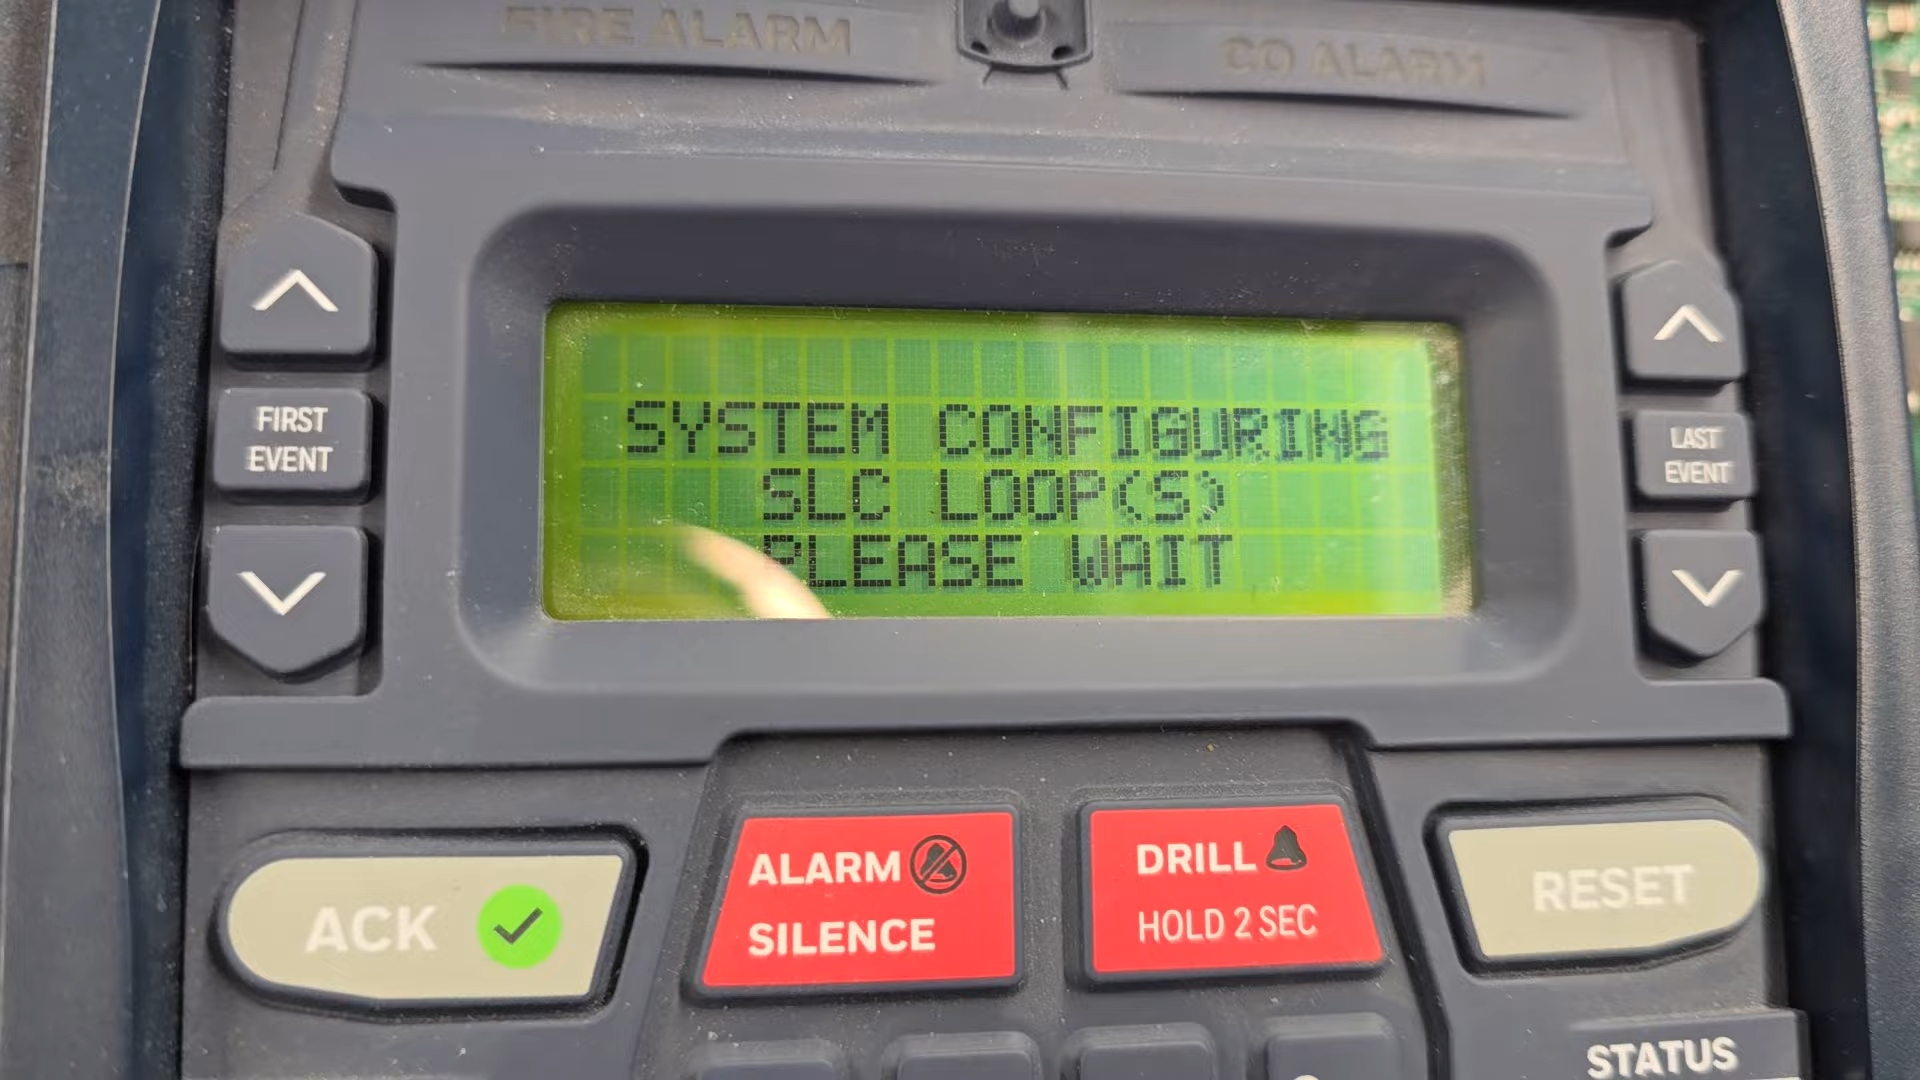 FIRE ALARM
CO ALARM
FIRST
EVENT
LAST
EVENT
SYSTEM CONFIGURING
SLC LOOP(S)
PLEASE WAIT
ACK
ALARM
SILENCE
DRILL
HOLD 2 SEC
RESET
STATUS